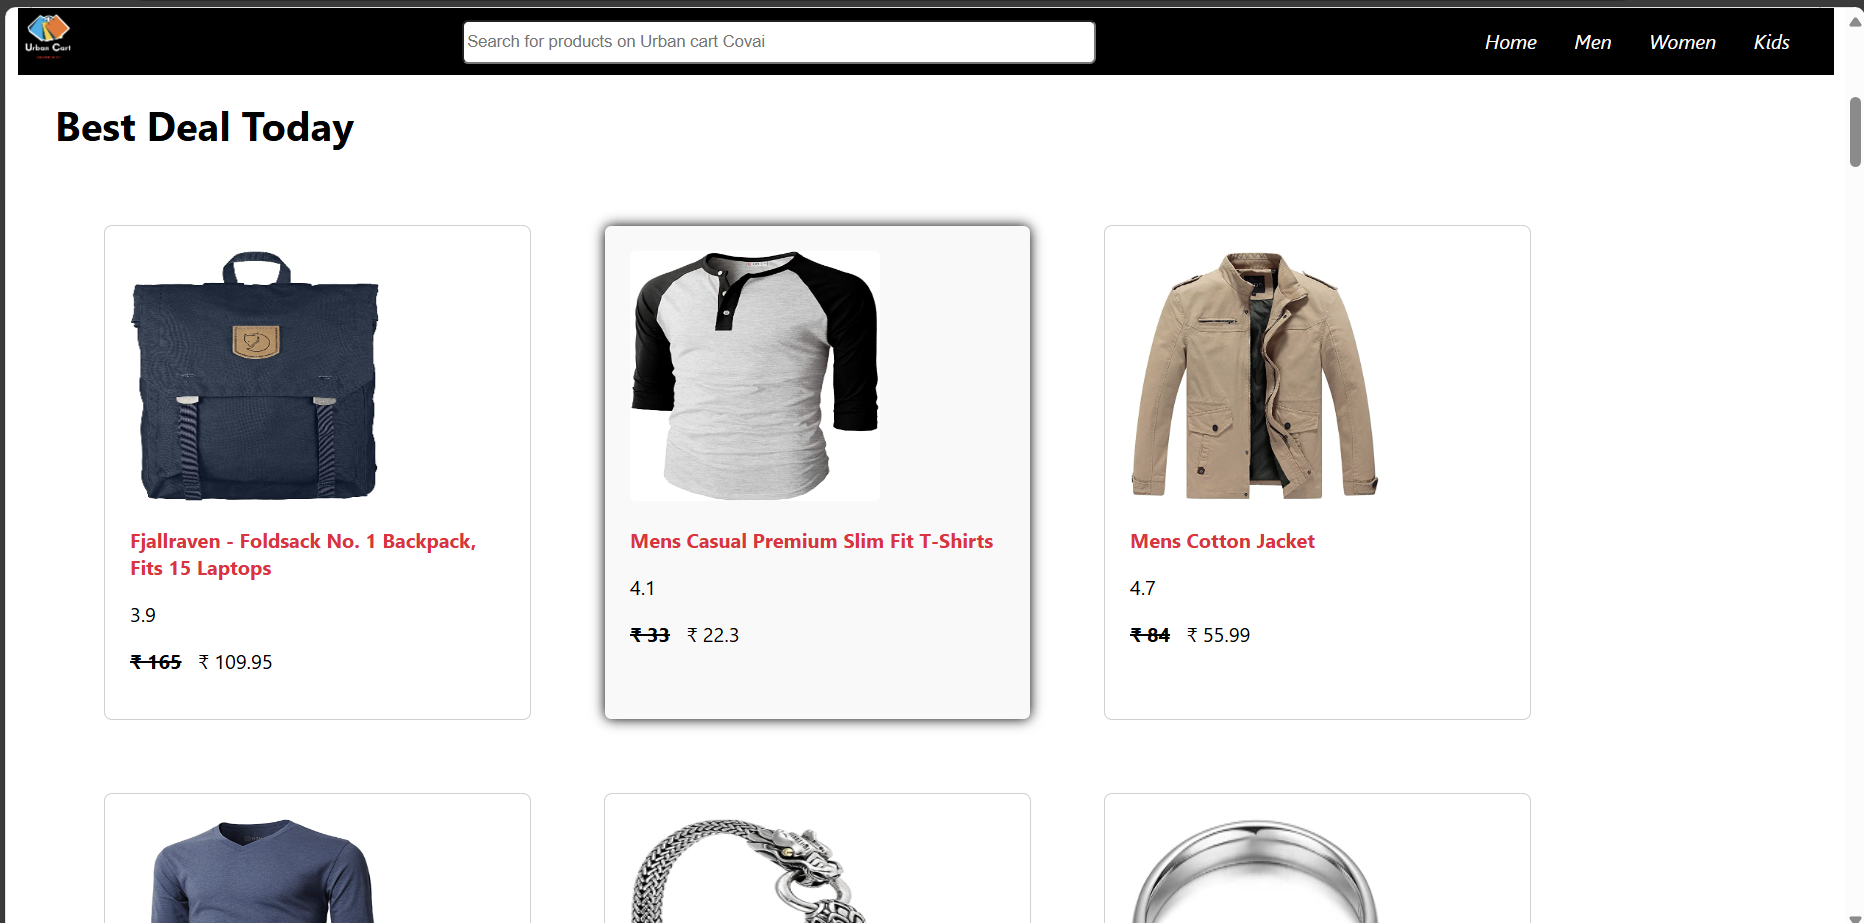 Urban Cart
Search for products on Urban cart Covai
Home
Men
Women
Kids
Best Deal Today
Fjallraven - Foldsack No. 1 Backpack,
Fits 15 Laptops
3.9
₹ 165 ₹ 109.95
Mens Casual Premium Slim Fit T-Shirts
4.1
₹ 33 ₹ 22.3
Mens Cotton Jacket
4.7
₹ 84 ₹ 55.99